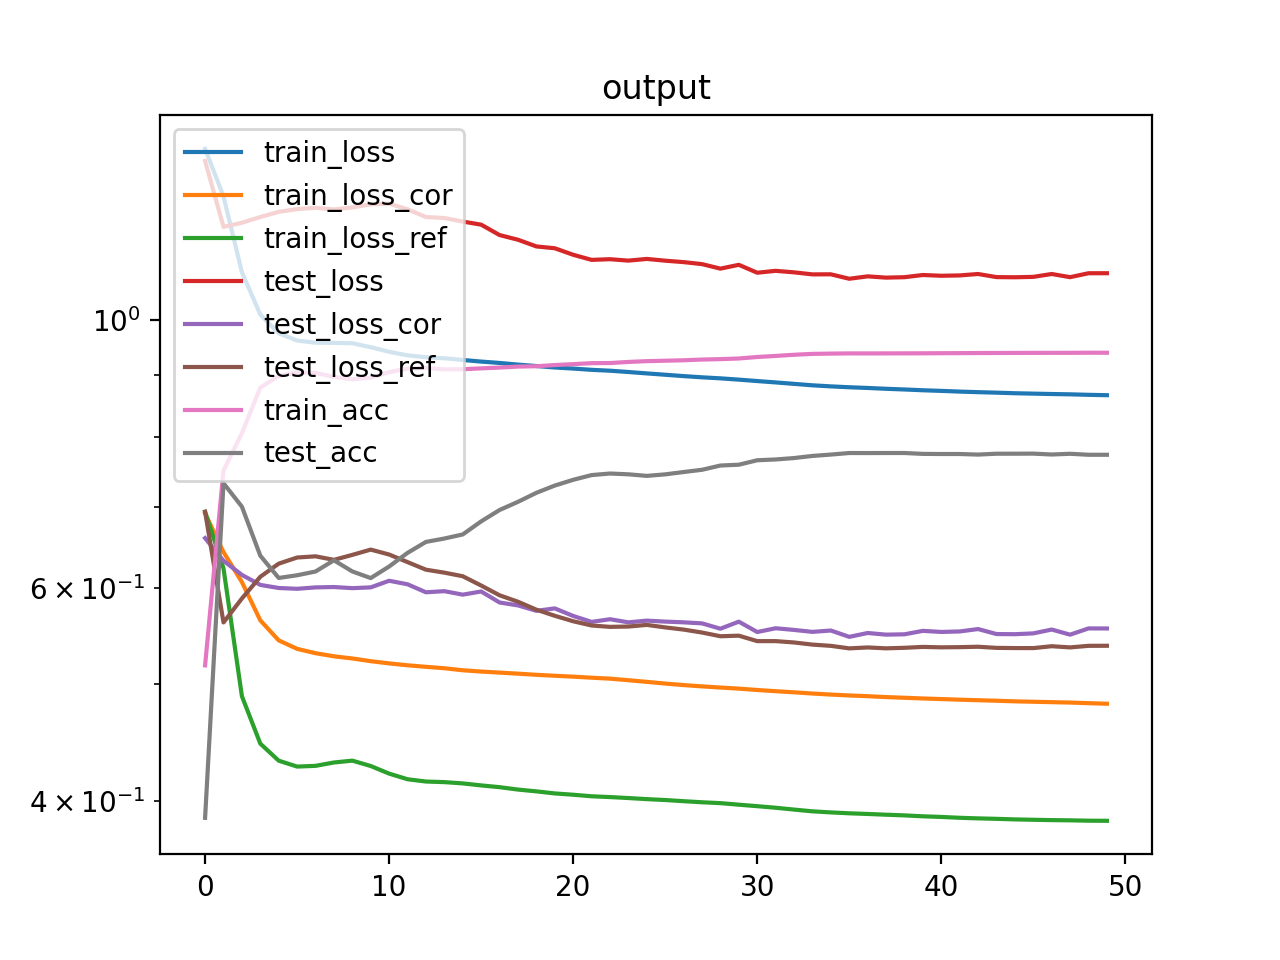 output
train_loss
train_loss_cor
train_loss_ref
test_loss
test_loss_cor
test_loss_ref
train_acc
test_acc
10⁰
6 × 10⁻¹
4 × 10⁻¹
0 10 20 30 40 50